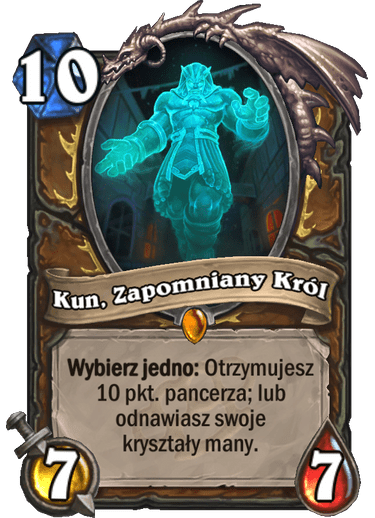 10
Kun, Zapomniany Król
Wybierz jedno: Otrzymujesz
10 pkt. pancerza; lub
odnawiasz swoje
kryształy many.
7
7